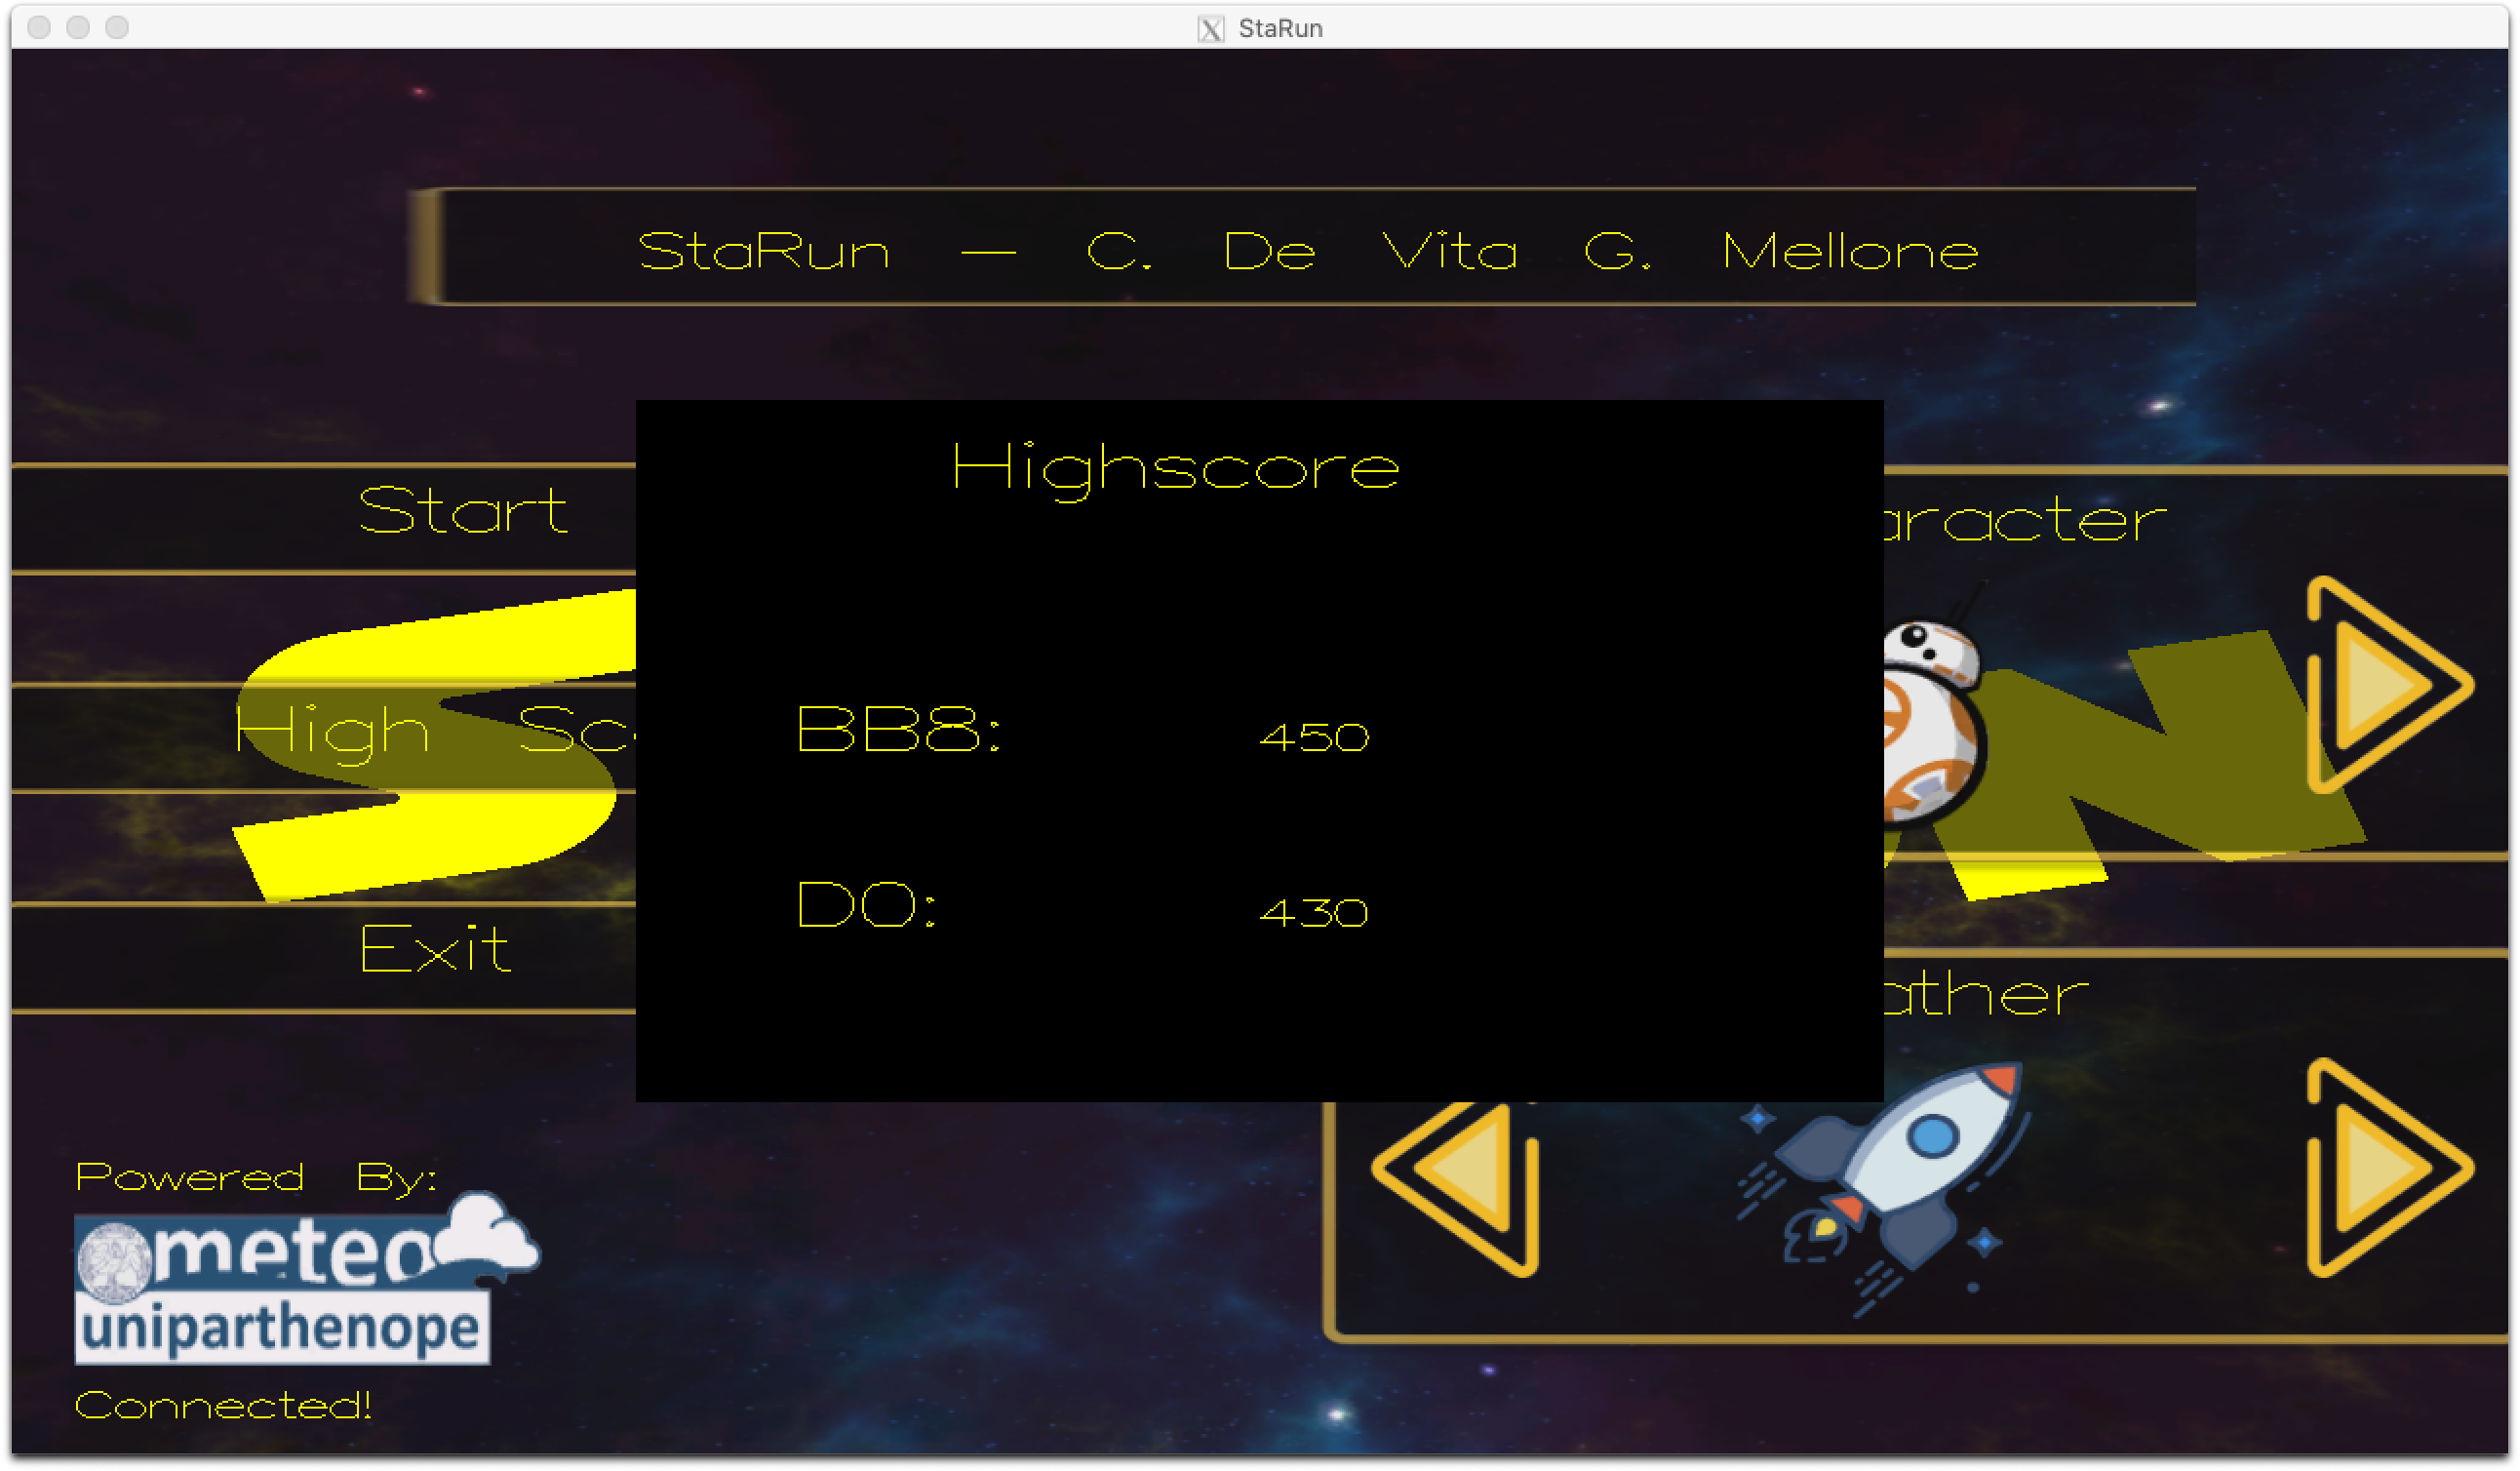 StaRun
StaRun — C. De Vita G. Mellone
Highscore
BB8: 450
D0: 430
Start
High Sc
Exit
aracter
ather
Powered By:
meteo
uniparthenope
Connected!